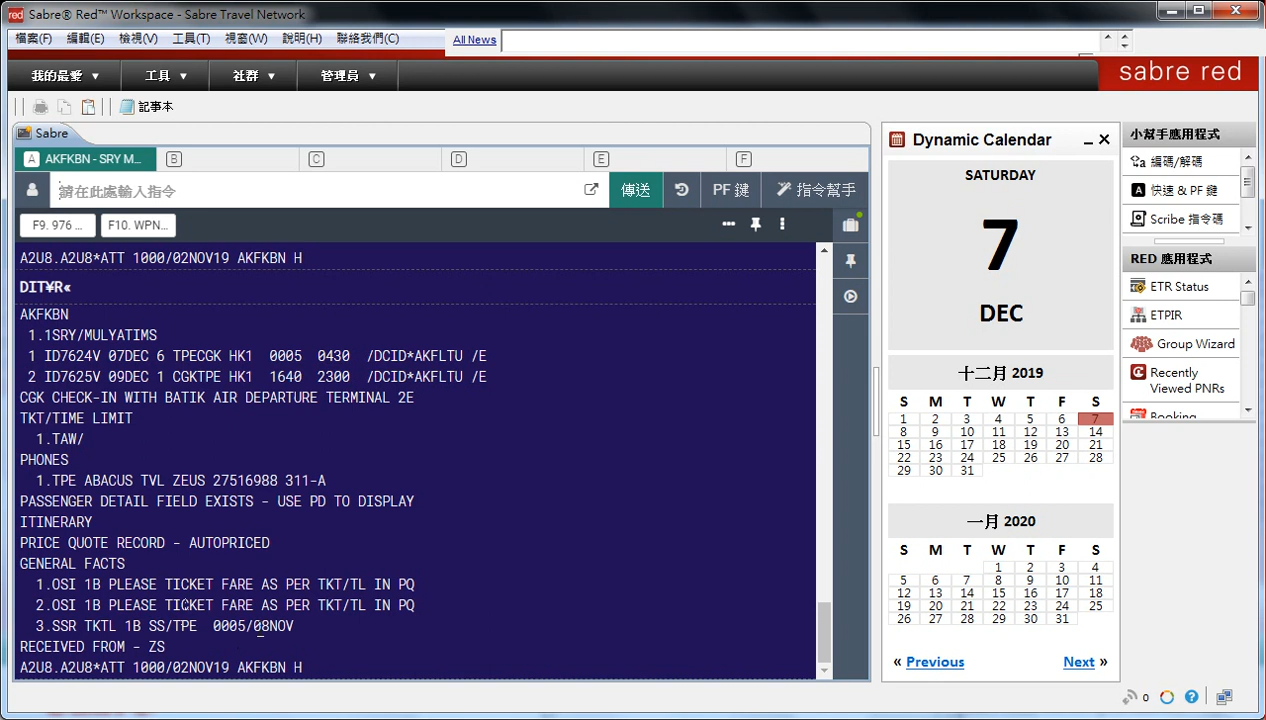 red Sabre® Red™ Workspace - Sabre Travel Network
檔案(F) 編輯(E) 檢視(V) 工具(T) 視窗(W) 說明(H) 聯絡我們(C) All News
我的最愛 ▼ 工具 ▼ 社群 ▼ 管理員 ▼ sabre red
記事本
Sabre
A AKFKBN - SRY M... B C D E F
請在此處輸入指令 傳送 PF 鍵 指令幫手
F9. 976 ... F10. WPN...
A2U8.A2U8*ATT 1000/02NOV19 AKFKBN H
DIT¥R«
AKFKBN
1.1SRY/MULYATIMS
1 ID7624V 07DEC 6 TPECGK HK1 0005 0430 /DCID*AKFLTU /E
2 ID7625V 09DEC 1 CGKTPE HK1 1640 2300 /DCID*AKFLTU /E
CGK CHECK-IN WITH BATIK AIR DEPARTURE TERMINAL 2E
TKT/TIME LIMIT
1.TAW/
PHONES
1.TPE ABACUS TVL ZEUS 27516988 311-A
PASSENGER DETAIL FIELD EXISTS - USE PD TO DISPLAY
ITINERARY
PRICE QUOTE RECORD - AUTOPRICED
GENERAL FACTS
1.OSI 1B PLEASE TICKET FARE AS PER TKT/TL IN PQ
2.OSI 1B PLEASE TICKET FARE AS PER TKT/TL IN PQ
3.SSR TKTL 1B SS/TPE 0005/08NOV
RECEIVED FROM - ZS
A2U8.A2U8*ATT 1000/02NOV19 AKFKBN H
Dynamic Calendar
SATURDAY
7
DEC
十二月 2019
S M T W T F S
1 2 3 4 5 6 7
8 9 10 11 12 13 14
15 16 17 18 19 20 21
22 23 24 25 26 27 28
29 30 31
一月 2020
S M T W T F S
1 2 3 4
5 6 7 8 9 10 11
12 13 14 15 16 17 18
19 20 21 22 23 24 25
26 27 28 29 30 31
« Previous Next »
小幫手應用程式
編碼/解碼
A 快速 & PF 鍵
Scribe 指令碼
RED 應用程式
ETR Status
ETPIR
Group Wizard
Recently
Viewed PNRs
Booking
0